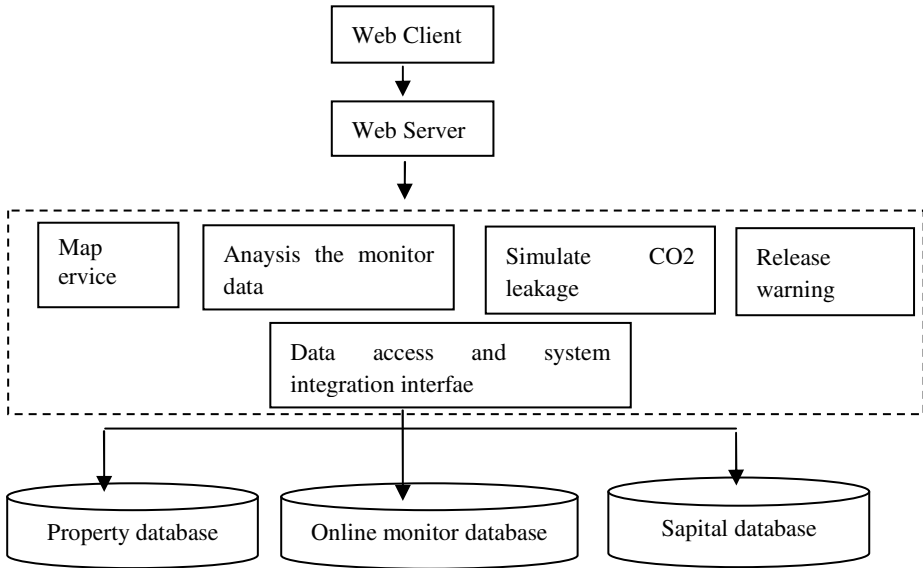 Web Client
Web Server
Map
ervice
Anaysis the monitor
data
Simulate CO2
leakage
Release
warning
Data access and system
integration interfae
Property database
Online monitor database
Sapital database